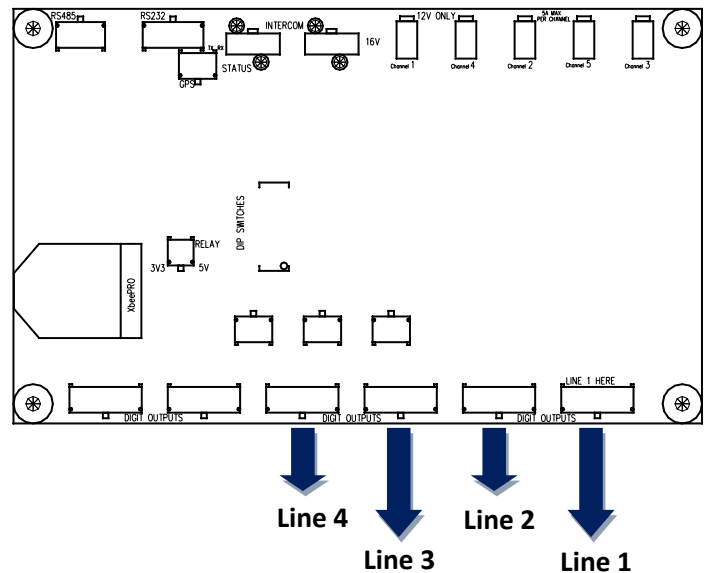 RS485
RS232
TX RX
INTERCOM
STATUS
16V
GPS
12V ONLY
5A MAX
PER CHANNEL
Channel 1
Channel 4
Channel 2
Channel 5
Channel 3
DIP SWITCHES
RELAY
3V3
5V
XbeePRO
LINE 1 HERE
DIGIT OUTPUTS
DIGIT OUTPUTS
DIGIT OUTPUTS
Line 4
Line 2
Line 3
Line 1